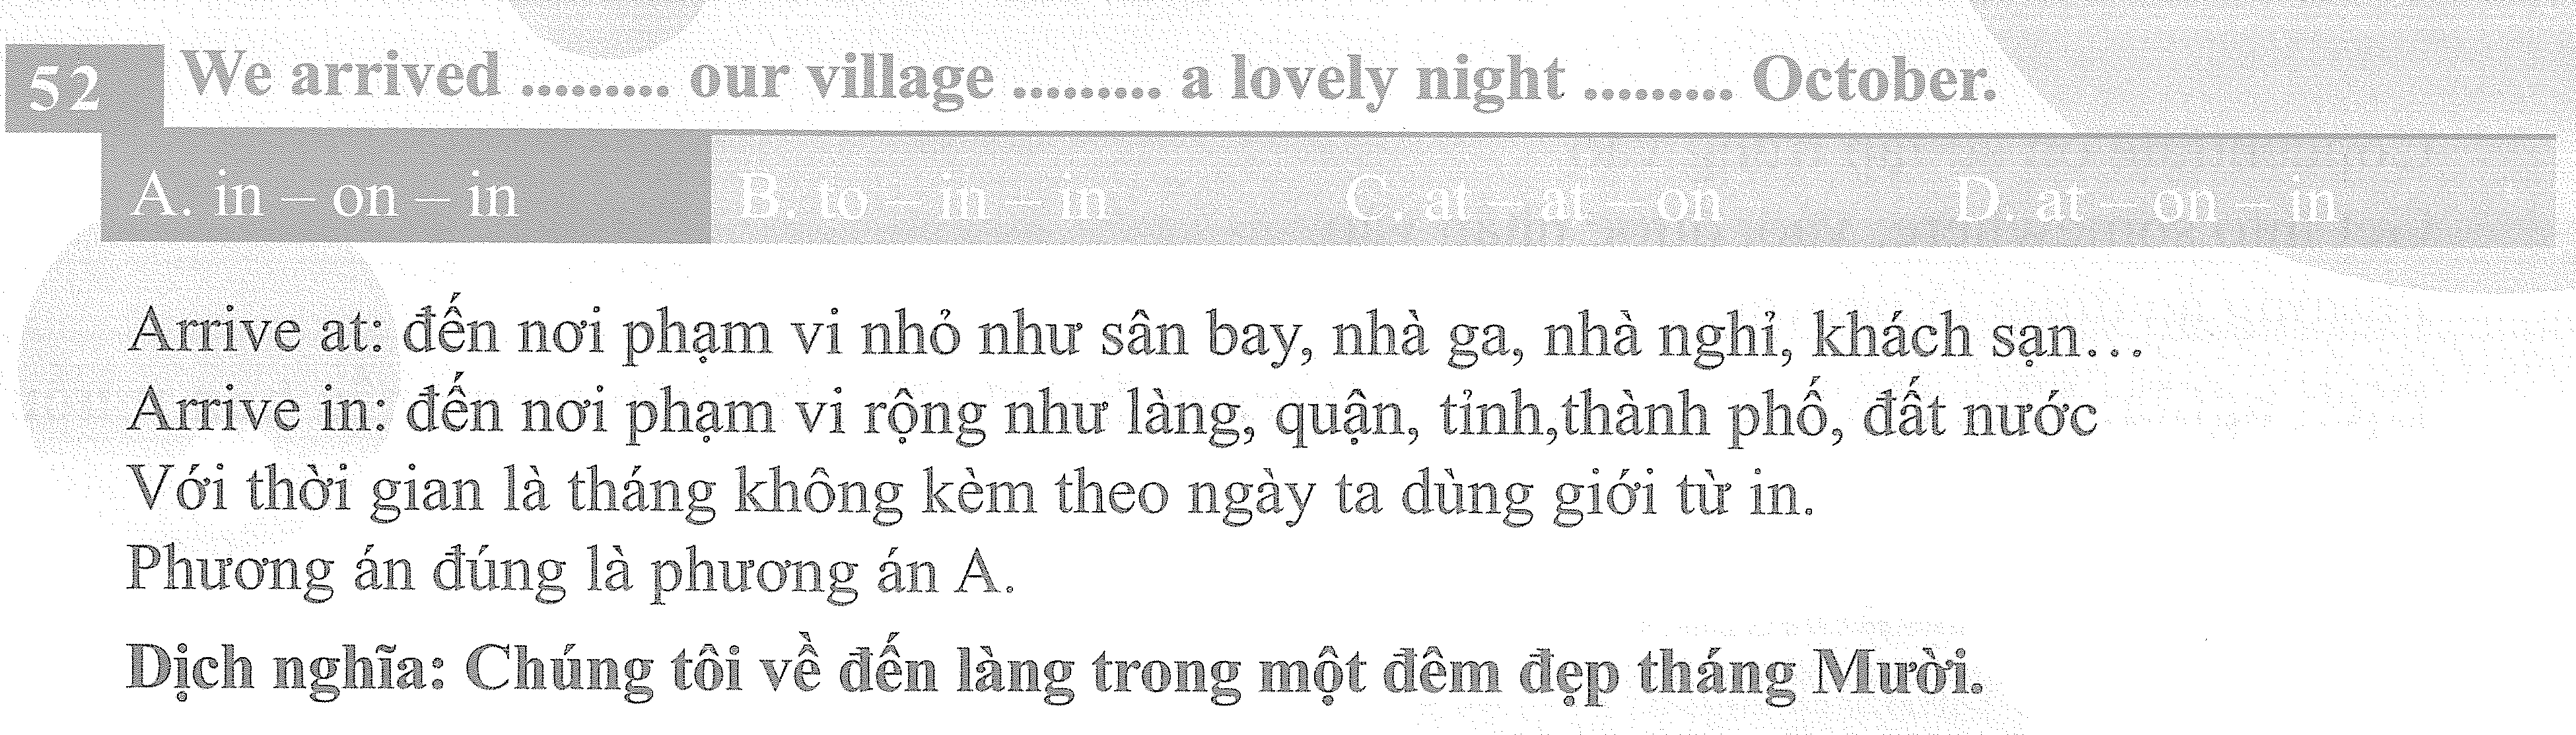 52 We arrived ......... our village ......... a lovely night ......... October.
A. in – on – in B. to – in – in C. at – at – on D. at – on – in
Arrive at: đến nơi phạm vi nhỏ như sân bay, nhà ga, nhà nghỉ, khách sạn…
Arrive in: đến nơi phạm vi rộng như làng, quận, tỉnh,thành phố, đất nước
Với thời gian là tháng không kèm theo ngày ta dùng giới từ in.
Phương án đúng là phương án A.
Dịch nghĩa: Chúng tôi về đến làng trong một đêm đẹp tháng Mười.